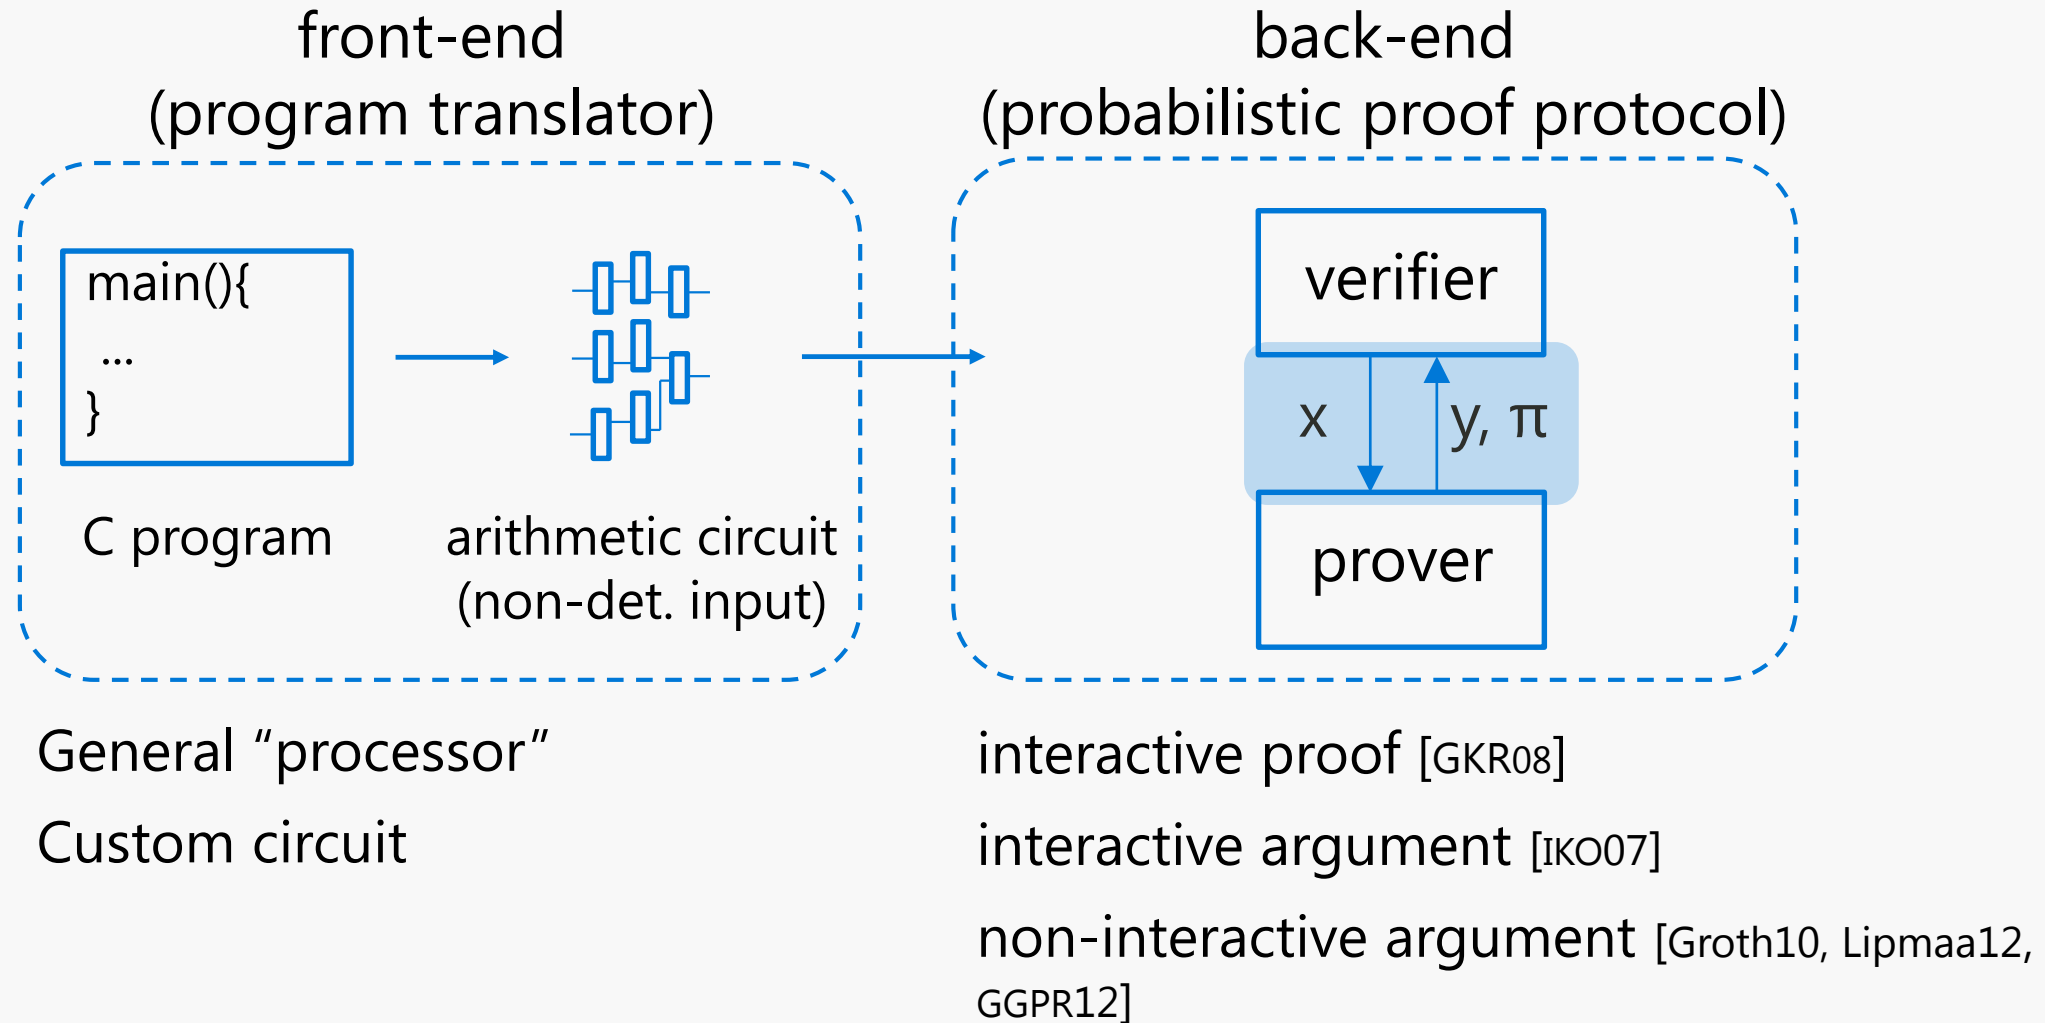 front-end
(program translator)
main(){
...
}
C program
arithmetic circuit
(non-det. input)
General “processor”
Custom circuit
back-end
(probabilistic proof protocol)
verifier
x
y, π
prover
interactive proof [GKR08]
interactive argument [IKO07]
non-interactive argument [Groth10, Lipmaa12,
GGPR12]